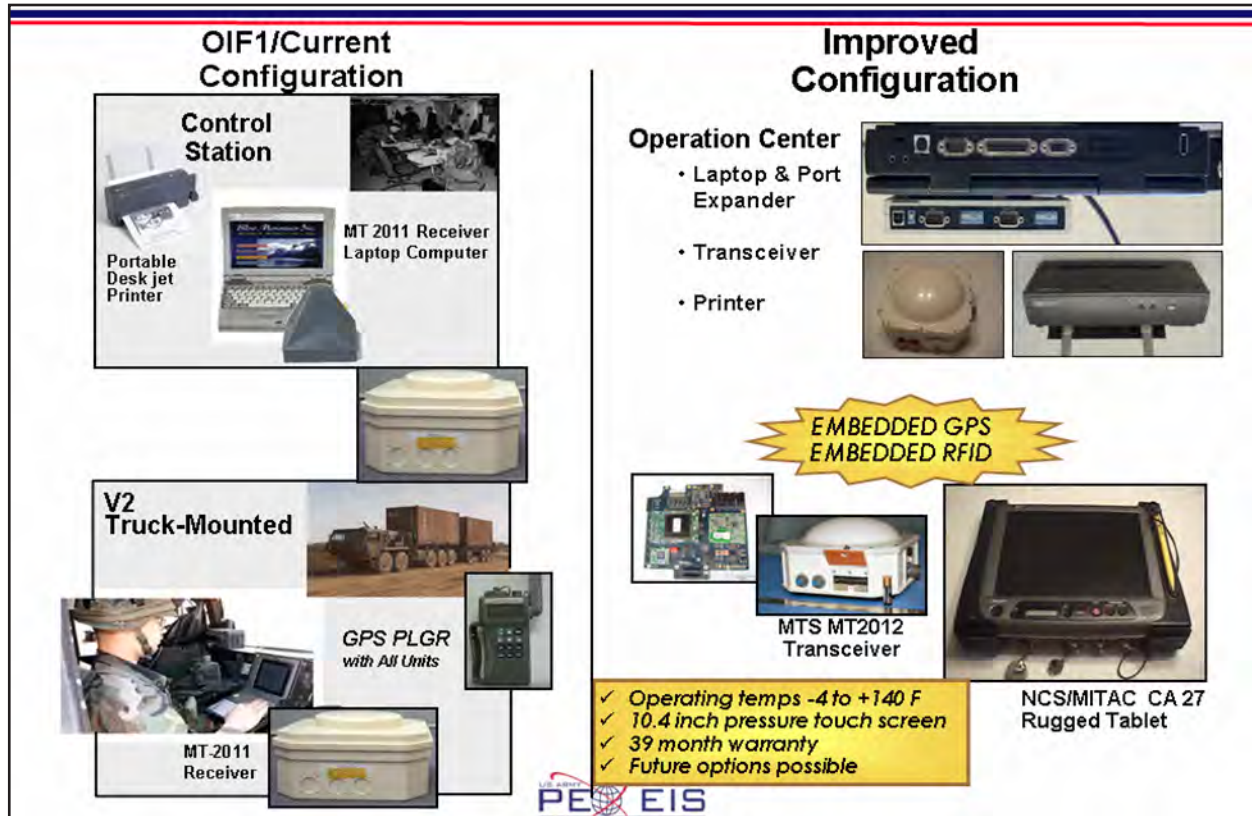 OIF1/Current
Configuration
Control
Station
Portable
Desk jet
Printer
MT 2011 Receiver
Laptop Computer
V2
Truck-Mounted
GPS PLGR
with All Units
MT-2011
Receiver
Improved
Configuration
Operation Center
• Laptop & Port
Expander
• Transceiver
• Printer
EMBEDDED GPS
EMBEDDED RFID
MTS MT2012
Transceiver
NCS/MITAC CA 27
Rugged Tablet
✓ Operating temps -4 to +140 F
✓ 10.4 inch pressure touch screen
✓ 39 month warranty
✓ Future options possible
US ARMY
PEO EIS